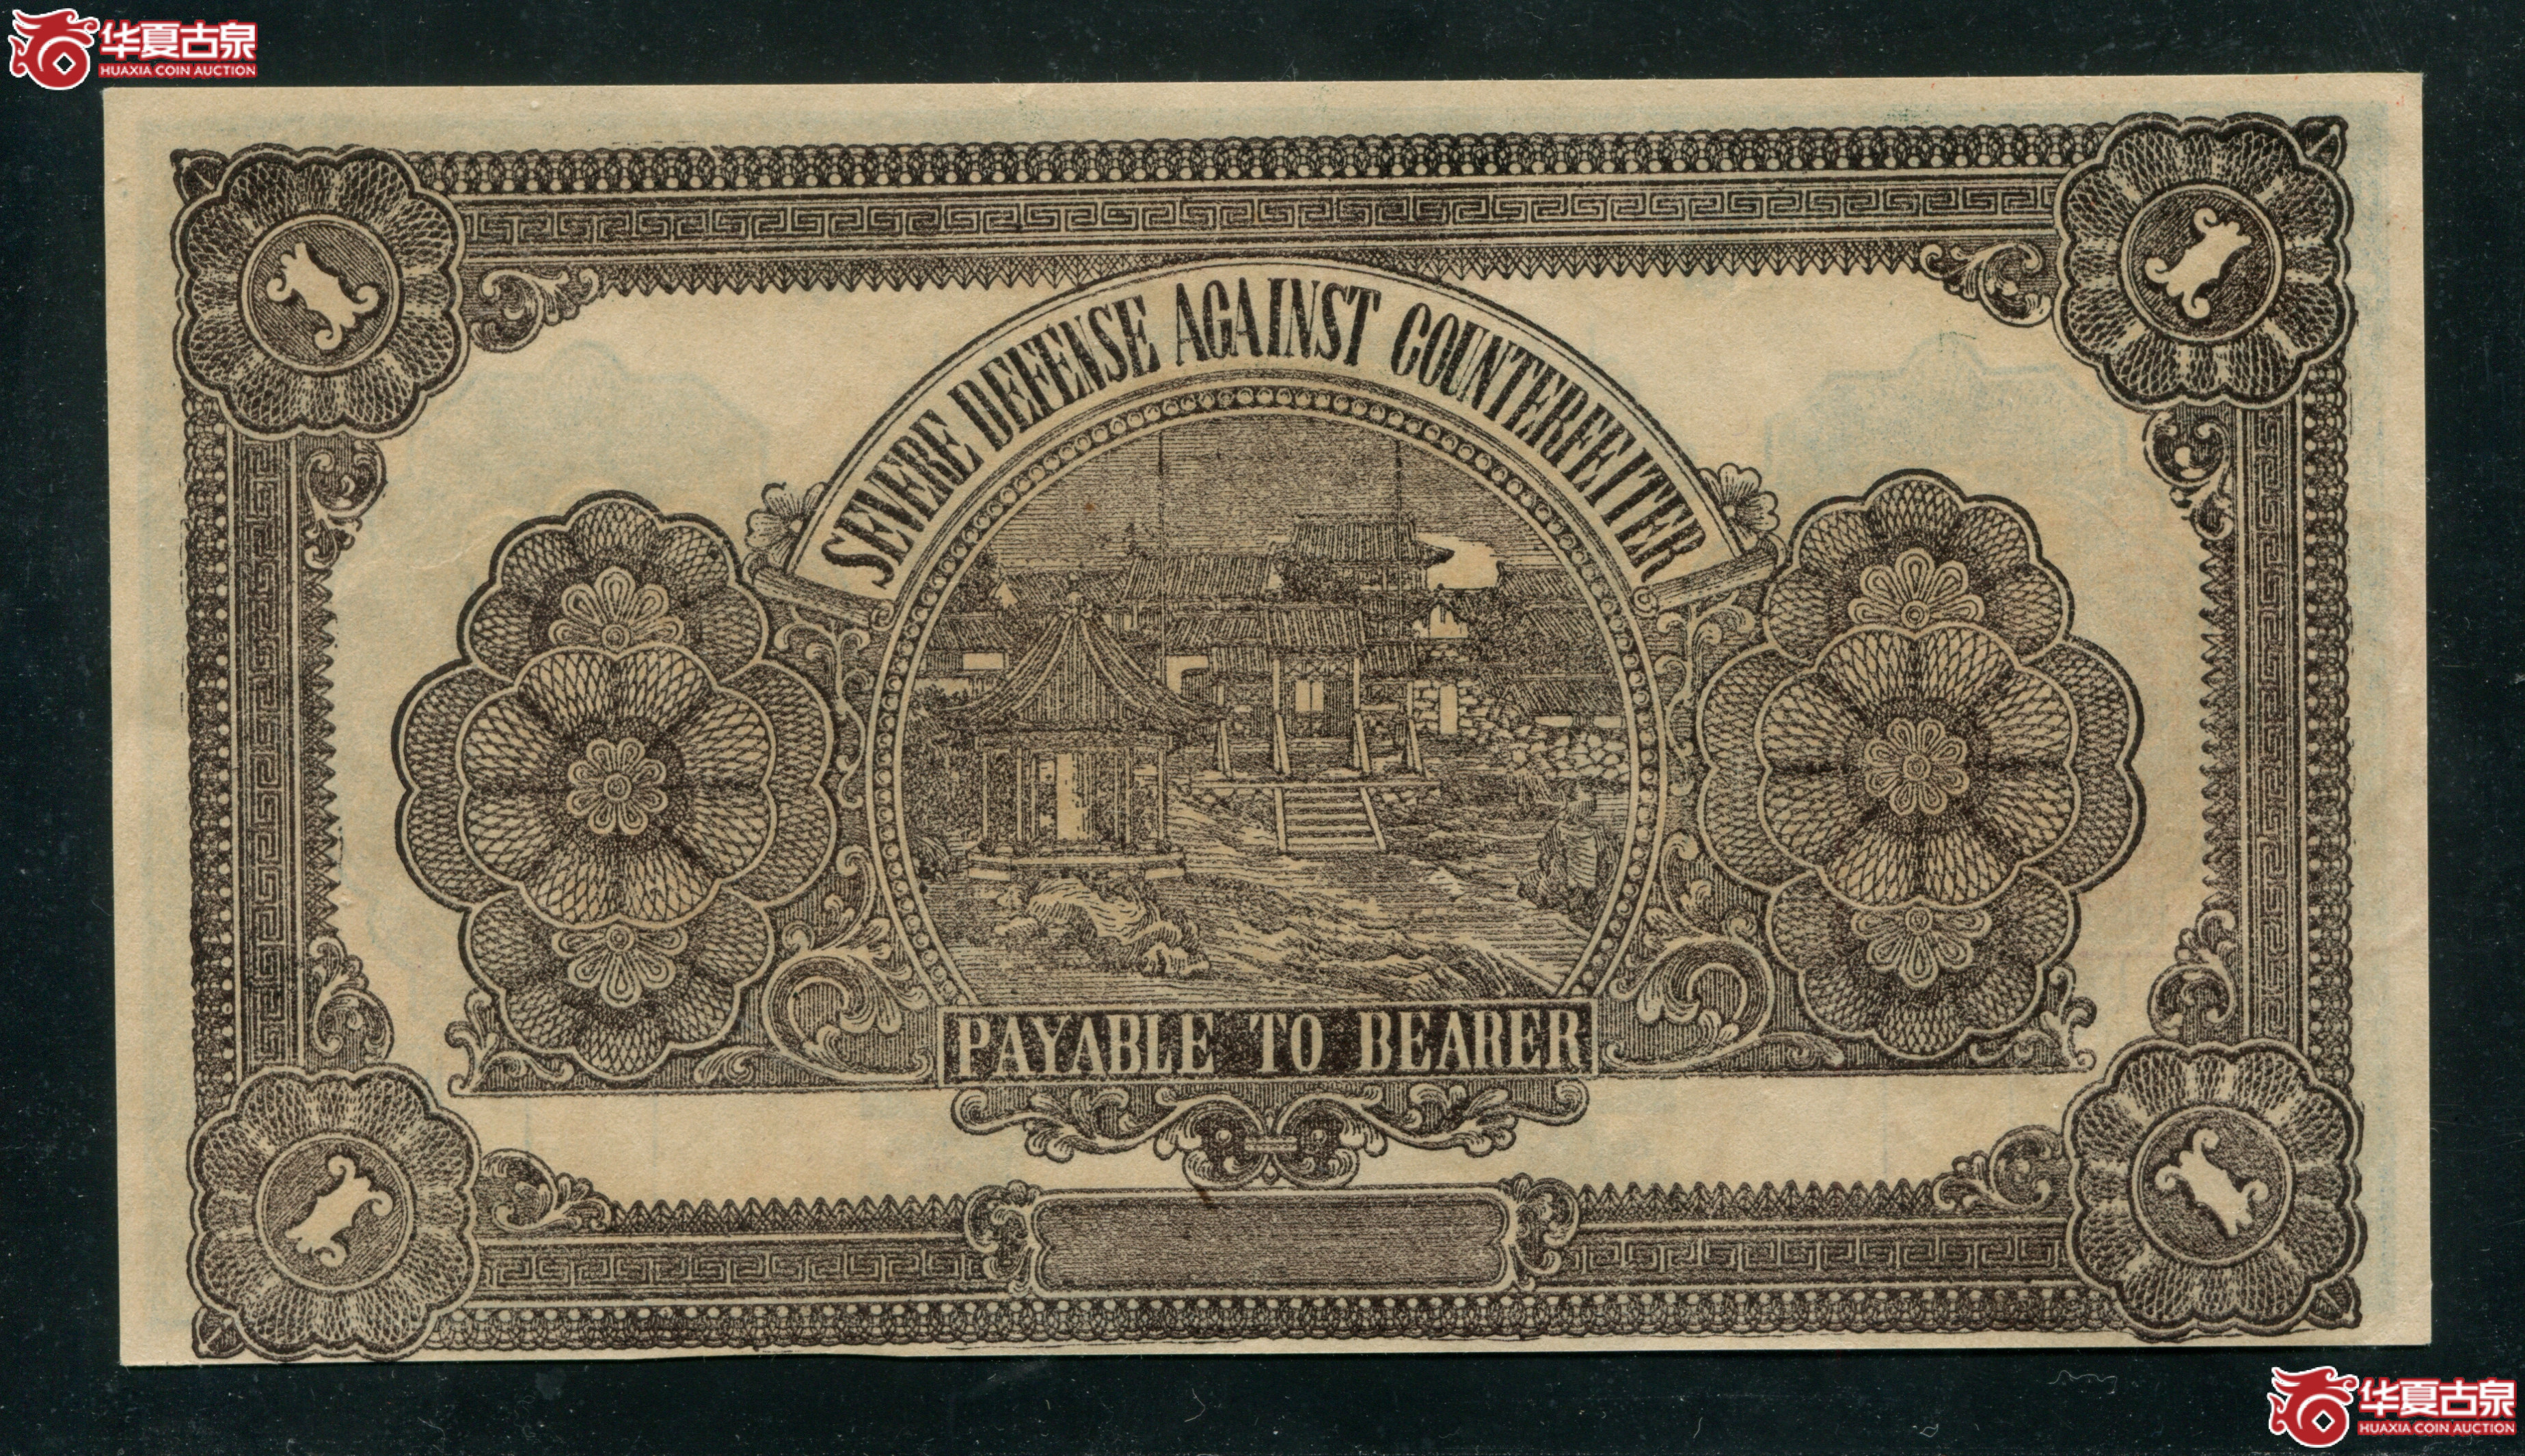 华夏古泉
HUAXIA COIN AUCTION
SEVERE DEFENSE AGAINST COUNTERFEITER
PAYABLE TO BEARER
华夏古泉
HUAXIA COIN AUCTION